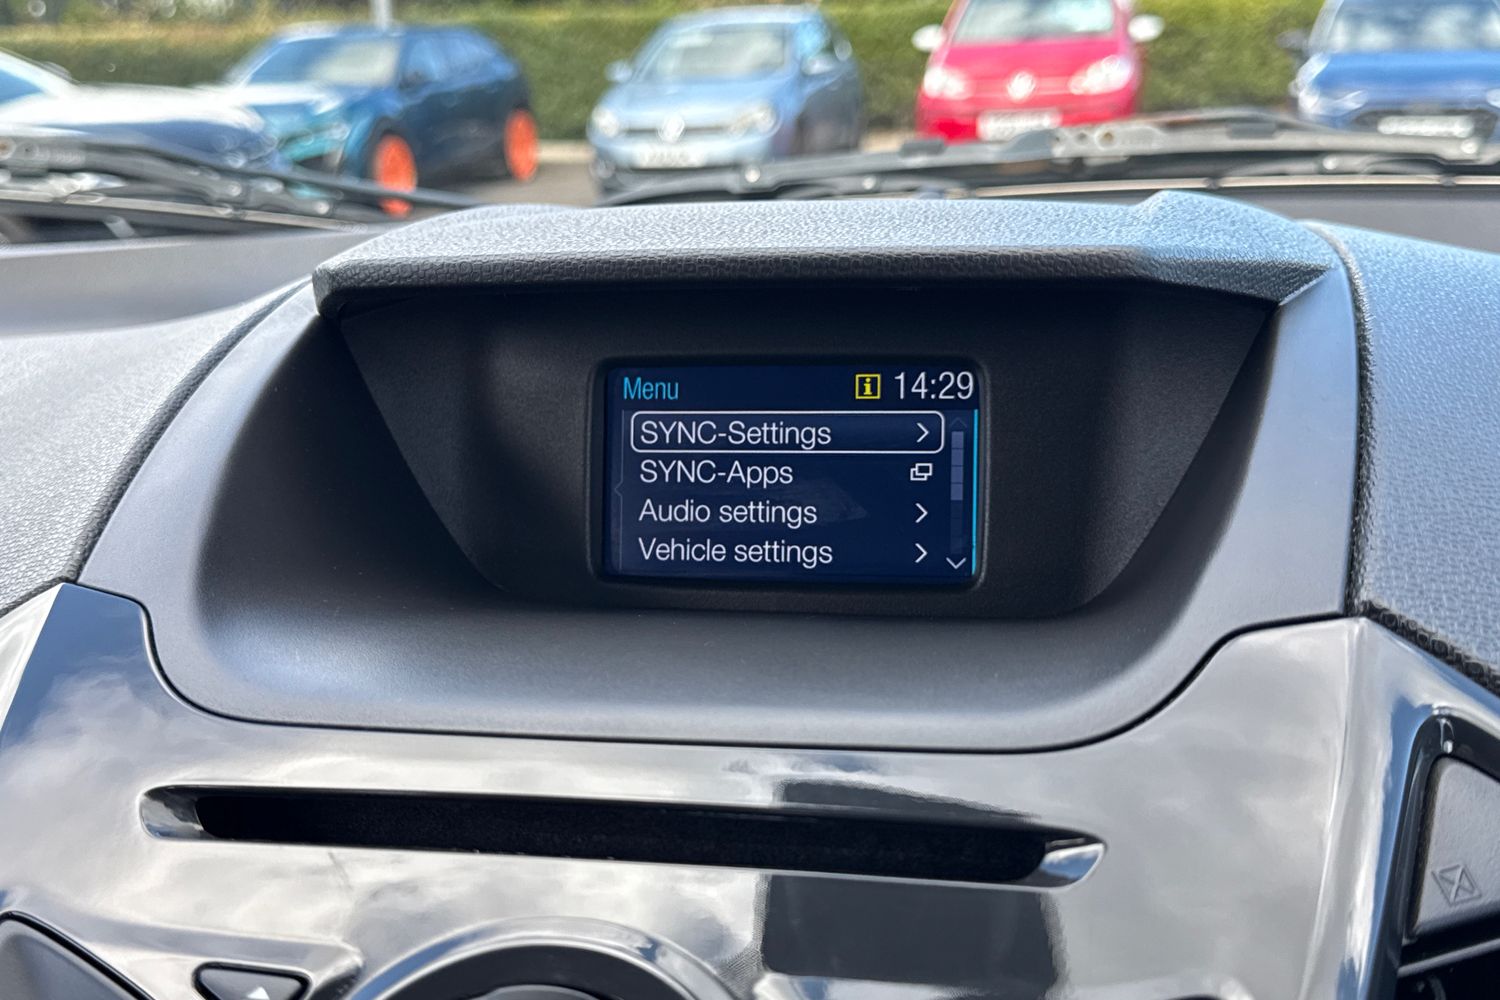 Menu
i 14:29
SYNC-Settings
SYNC-Apps
Audio settings
Vehicle settings